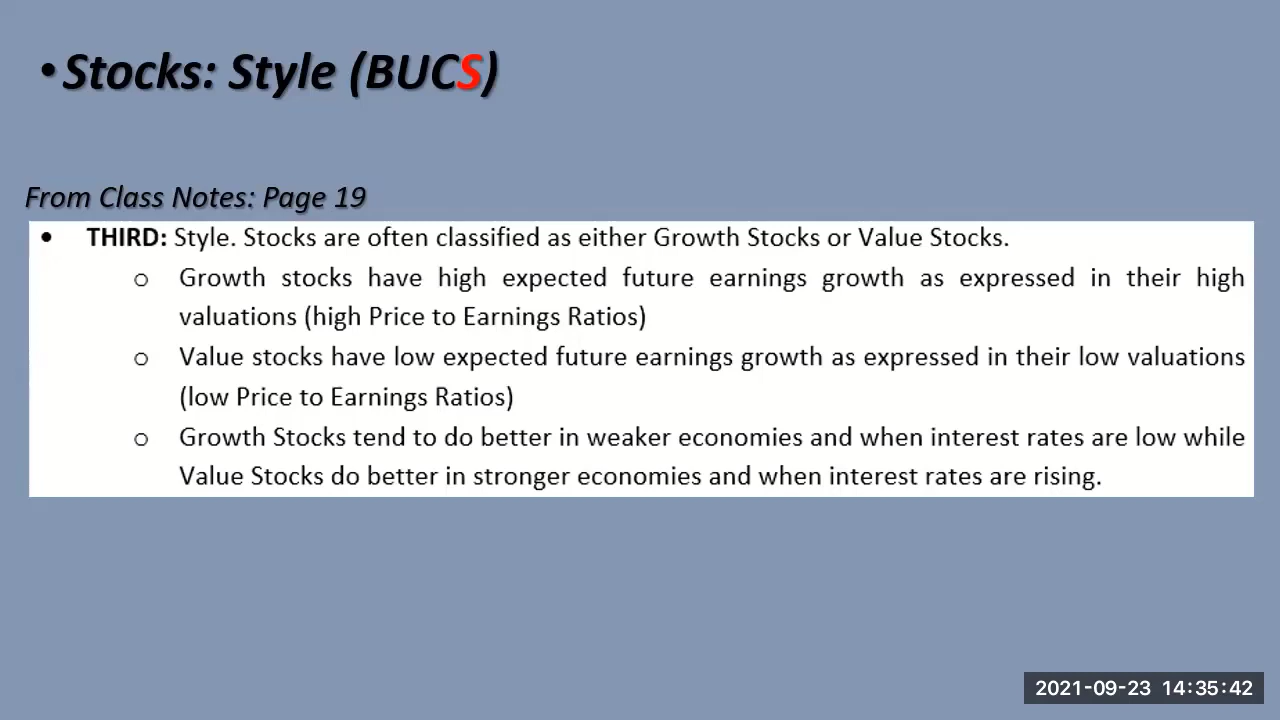 •Stocks: Style (BUCS)
From Class Notes: Page 19
• THIRD: Style. Stocks are often classified as either Growth Stocks or Value Stocks.
o Growth stocks have high expected future earnings growth as expressed in their high
valuations (high Price to Earnings Ratios)
o Value stocks have low expected future earnings growth as expressed in their low valuations
(low Price to Earnings Ratios)
o Growth Stocks tend to do better in weaker economies and when interest rates are low while
Value Stocks do better in stronger economies and when interest rates are rising.
2021-09-23 14:35:42